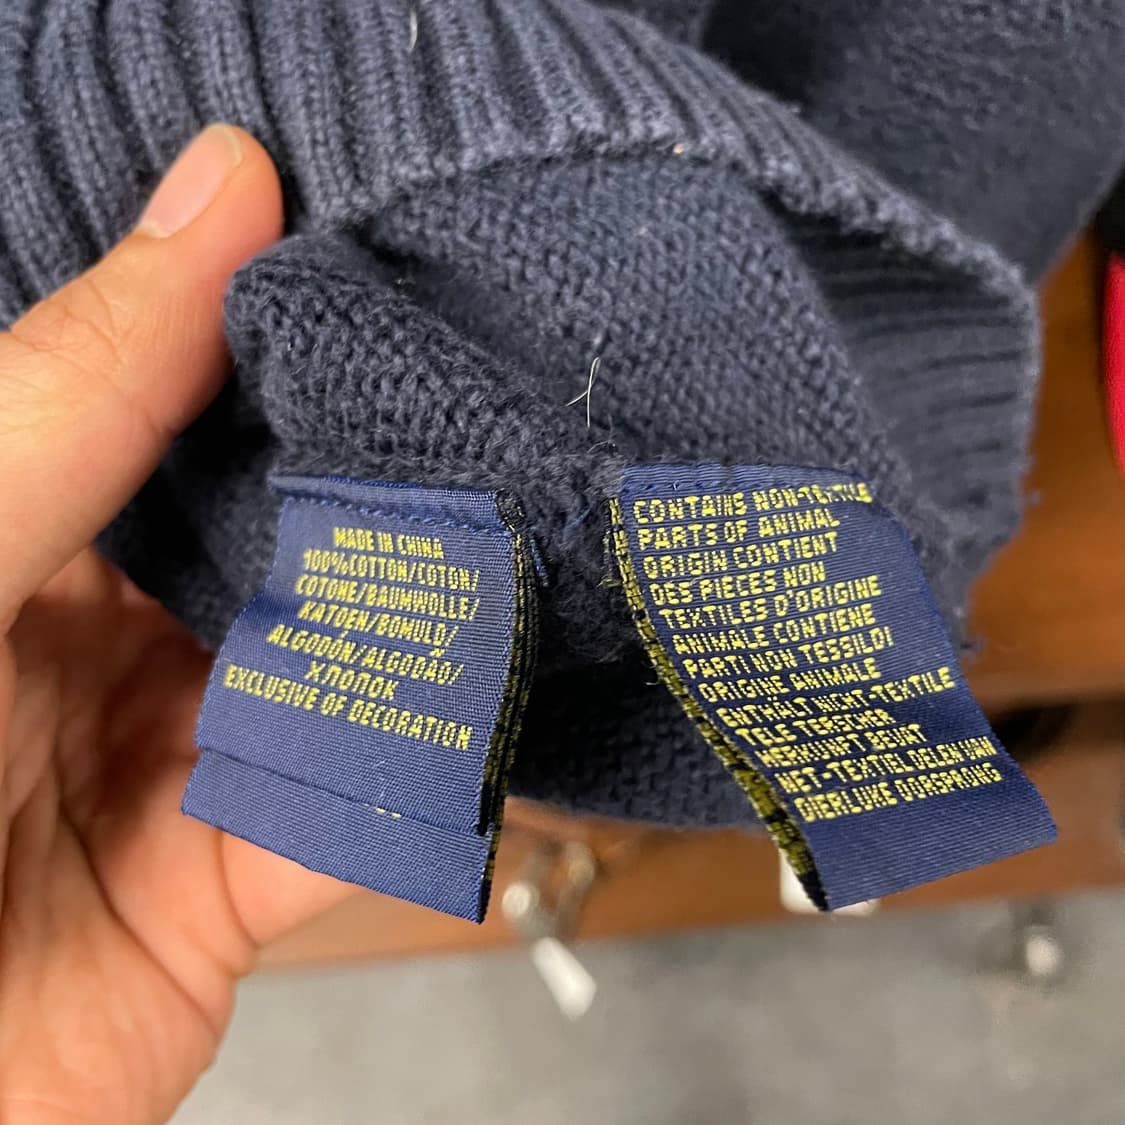 MADE IN CHINA
100%COTTON/COTON/
COTONE/BAUMWOLLE/
KATOEN/BOMULD/
ALGODÓN/ALGODÃO/
ХЛОПОК
EXCLUSIVE OF DECORATION
CONTAINS NON-TEXTILE
PARTS OF ANIMAL
ORIGIN CONTIENT
DES PIÈCES NON
TEXTILES D'ORIGINE
ANIMALE CONTIENE
PARTI NON TESSILDI
ORIGINE ANIMALE
ENTHÄLT NICHT-TEXTILE
TEILE TIERISCHER
HERKUNFT BEVAT
NET-TEXTIEL DELEN VAN
DIERLIJKE OORSPRONG